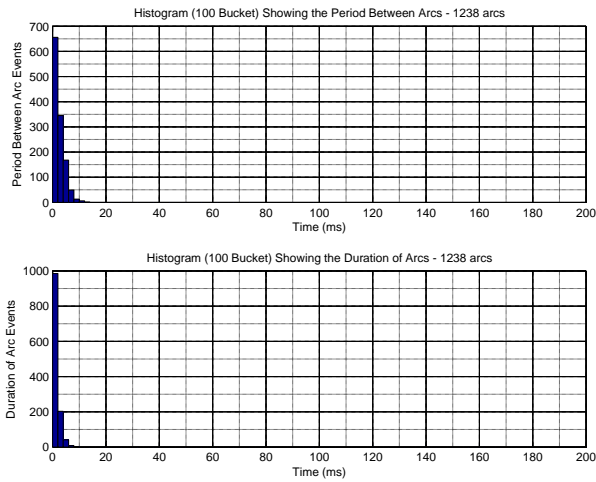 Histogram (100 Bucket) Showing the Period Between Arcs - 1238 arcs
Period Between Arc Events
700
600
500
400
300
200
100
0
0 20 40 60 80 100 120 140 160 180 200
Time (ms)
Histogram (100 Bucket) Showing the Duration of Arcs - 1238 arcs
Duration of Arc Events
1000
800
600
400
200
0
0 20 40 60 80 100 120 140 160 180 200
Time (ms)